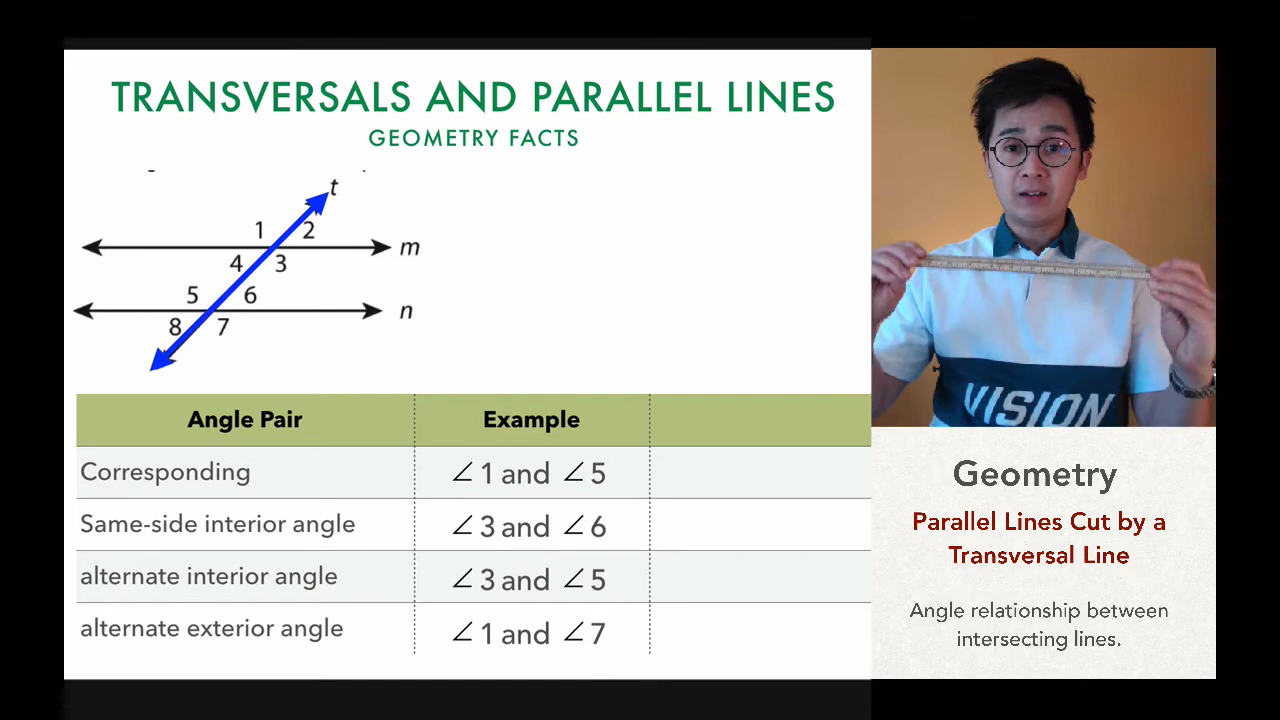 TRANSVERSALS AND PARALLEL LINES
GEOMETRY FACTS
t
1 2
m
4 3
5 6
n
8 7
Angle Pair Example
Corresponding ∠1 and ∠5
Same-side interior angle ∠3 and ∠6
alternate interior angle ∠3 and ∠5
alternate exterior angle ∠1 and ∠7
VISION
Geometry
Parallel Lines Cut by a
Transversal Line
Angle relationship between
intersecting lines.